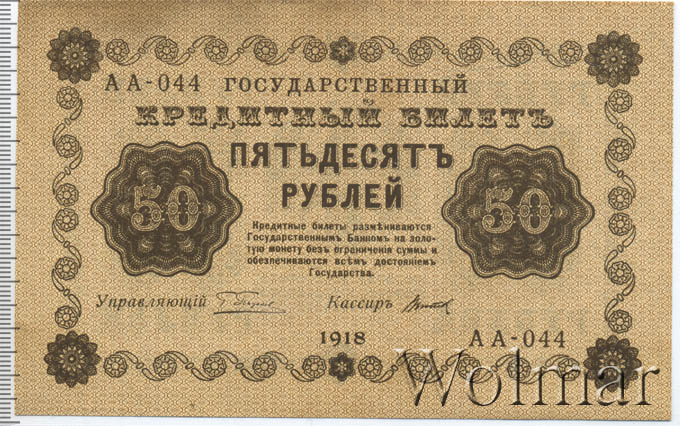 АА-044 ГОСУДАРСТВЕННЫЙ
КРЕДИТНЫЙ БИЛЕТЪ
ПЯТЬДЕСЯТЪ
РУБЛЕЙ
50
50
Кредитные билеты размѣниваются
Государственнымъ Банкомъ на золо-
тую монету безъ ограниченія суммы и
обезпечиваются всѣмъ достояніемъ
Государства.
Управляющій
Кассиръ
1918
АА-044
Wolmar